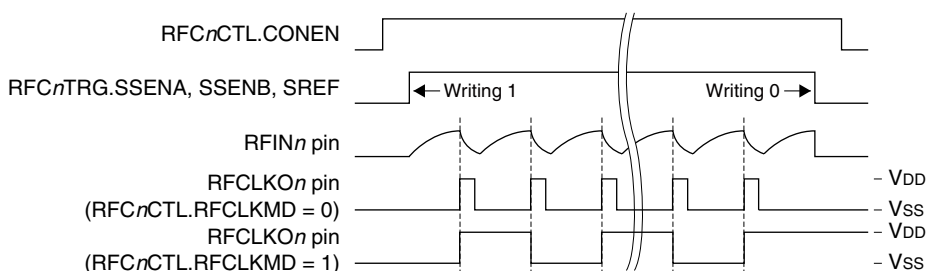 RFCnCTL.CONEN
RFCnTRG.SSENA, SSENB, SREF
Writing 1
Writing 0
RFINn pin
RFCLKOn pin
(RFCnCTL.RFCLKMD = 0)
VDD
VSS
RFCLKOn pin
(RFCnCTL.RFCLKMD = 1)
VDD
VSS